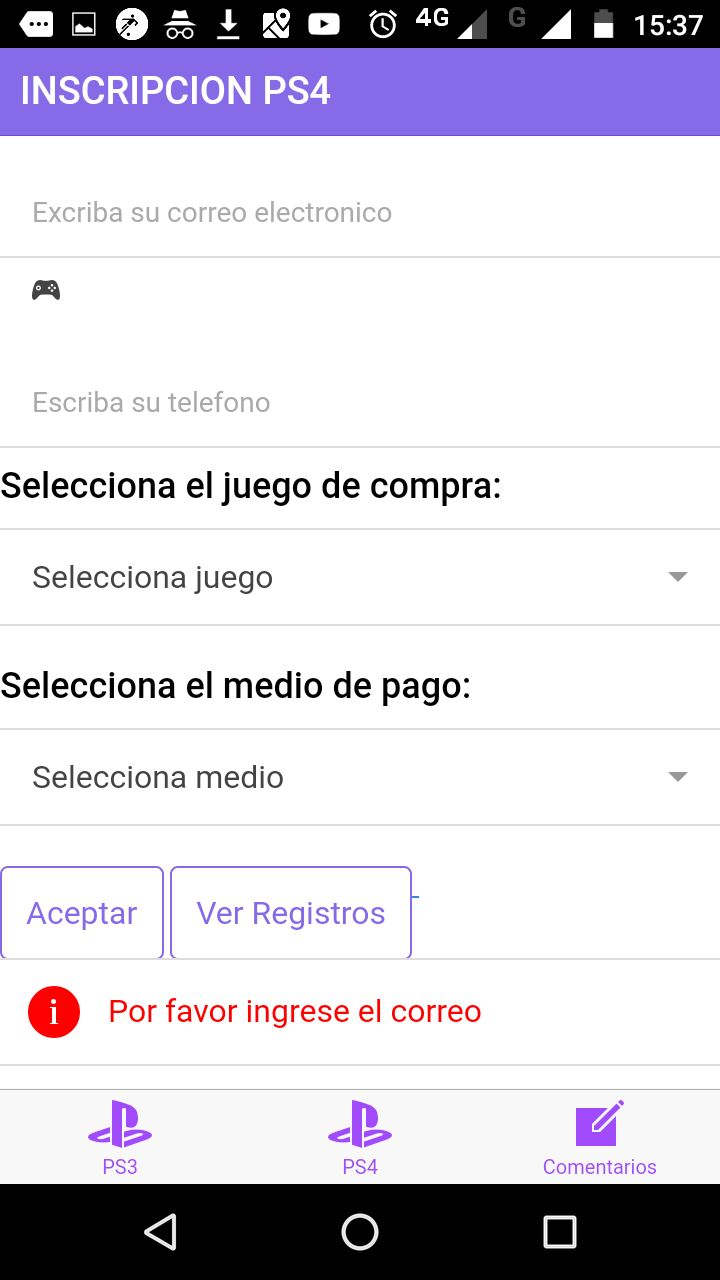 4G
G
15:37
INSCRIPCION PS4
Excriba su correo electronico
Escriba su telefono
Selecciona el juego de compra:
Selecciona juego
Selecciona el medio de pago:
Selecciona medio
Aceptar
Ver Registros
i
Por favor ingrese el correo
PS3
PS4
Comentarios